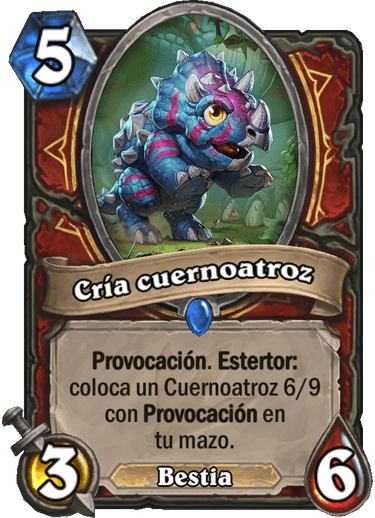 5
Cría cuernoatroz
Provocación. Estertor:
coloca un Cuernoatroz 6/9
con Provocación en
tu mazo.
3
Bestia
6